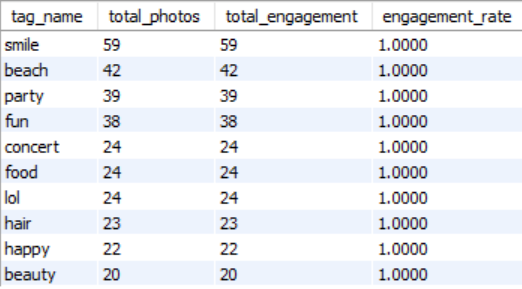 tag_name total_photos total_engagement engagement_rate
smile 59 59 1.0000
beach 42 42 1.0000
party 39 39 1.0000
fun 38 38 1.0000
concert 24 24 1.0000
food 24 24 1.0000
lol 24 24 1.0000
hair 23 23 1.0000
happy 22 22 1.0000
beauty 20 20 1.0000